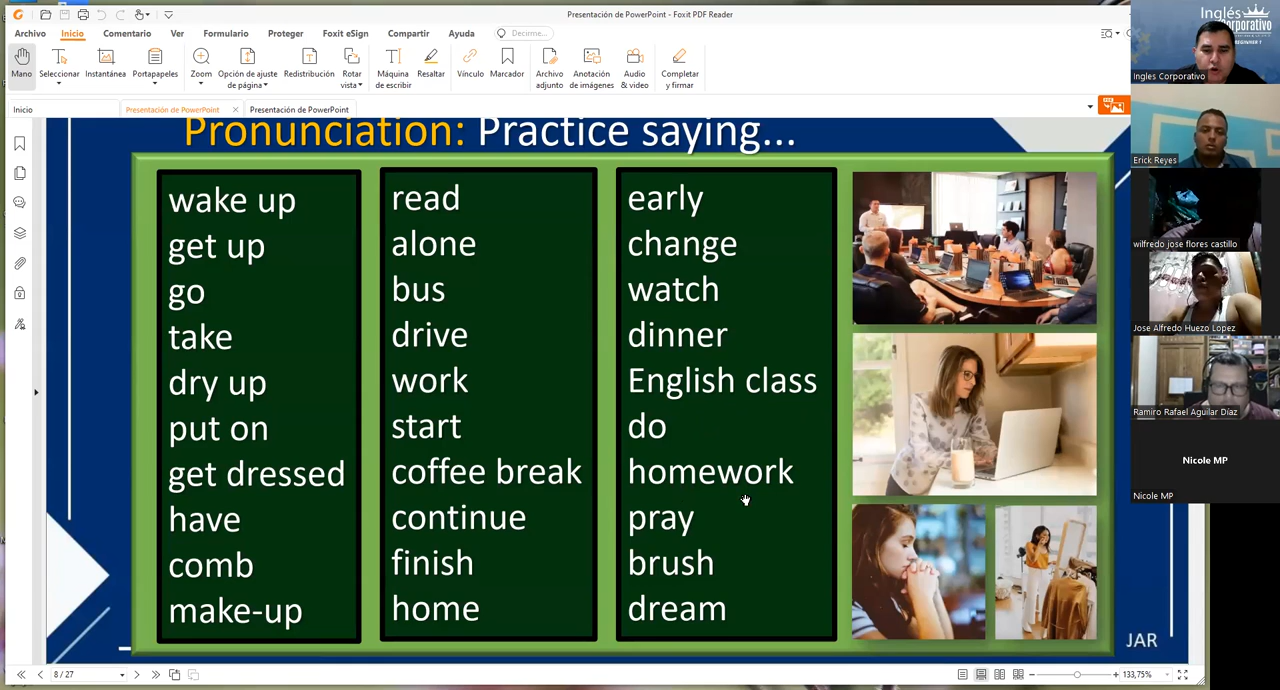 Presentación de PowerPoint - Foxit PDF Reader
Archivo Inicio Comentario Ver Formulario Proteger Foxit eSign Compartir Ayuda Decirme...
Mano Seleccionar Instantánea Portapapeles Zoom Opción de ajuste de página Redistribución Rotar vista Máquina de escribir Resaltar Vínculo Marcador Archivo adjunto Anotación de imágenes Audio & video Completar y firmar
Inicio Presentación de PowerPoint Presentación de PowerPoint
Pronunciation: Practice saying...
wake up
get up
go
take
dry up
put on
get dressed
have
comb
make-up
read
alone
bus
drive
work
start
coffee break
continue
finish
home
early
change
watch
dinner
English class
do
homework
pray
brush
dream
JAR
8 / 27
133,75%
Inglés
Corporativo
BEGINNER 1
Ingles Corporativo
Erick Reyes
wilfredo jose flores castillo
Jose Alfredo Huezo Lopez
Ramiro Rafael Aguilar Díaz
Nicole MP
Nicole MP